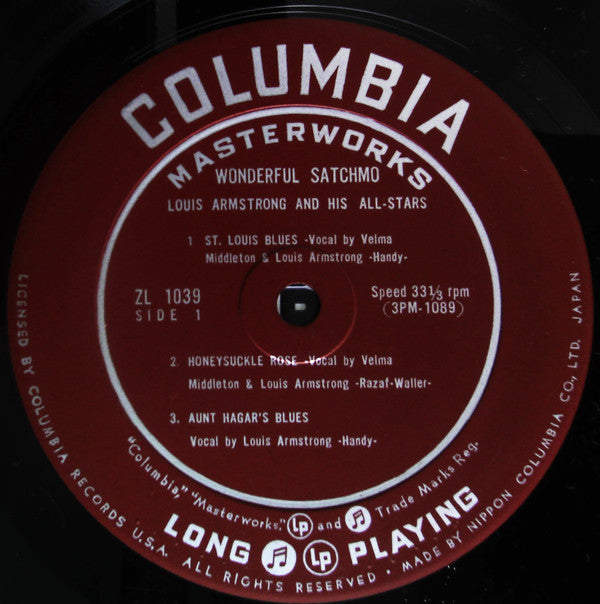 COLUMBIA
MASTERWORKS
WONDERFUL SATCHMO
LOUIS ARMSTRONG AND HIS ALL-STARS
1 ST. LOUIS BLUES -Vocal by Velma
Middleton & Louis Armstrong -Handy-
ZL 1039
SIDE 1
Speed 33⅓ rpm
(3PM-1089)
2. HONEYSUCKLE ROSE -Vocal by Velma
Middleton & Louis Armstrong -Razaf-Waller-
3. AUNT HAGAR'S BLUES
Vocal by Louis Armstrong -Handy-
"Columbia," "Masterworks," Lp and Trade Marks Reg.
LONG Lp PLAYING
LICENSED BY COLUMBIA RECORDS U.S.A. ALL RIGHTS RESERVED • MADE BY NIPPON COLUMBIA CO., LTD. JAPAN